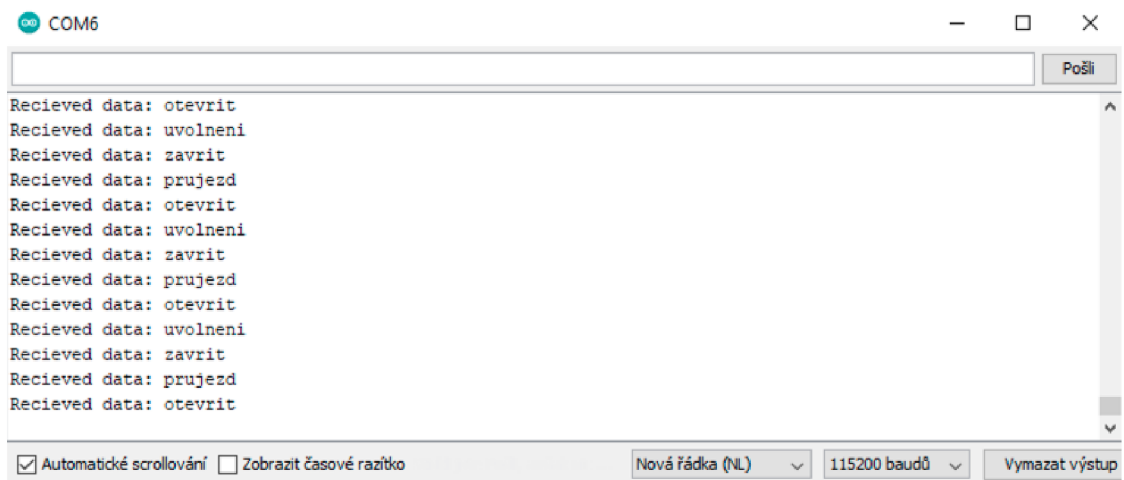 COM6
Pošli
Recieved data: otevrit
Recieved data: uvolneni
Recieved data: zavrit
Recieved data: prujezd
Recieved data: otevrit
Recieved data: uvolneni
Recieved data: zavrit
Recieved data: prujezd
Recieved data: otevrit
Recieved data: uvolneni
Recieved data: zavrit
Recieved data: prujezd
Recieved data: otevrit
Automatické scrollování Zobrazit časové razítko Nová řádka (NL) 115200 baudů Vymazat výstup